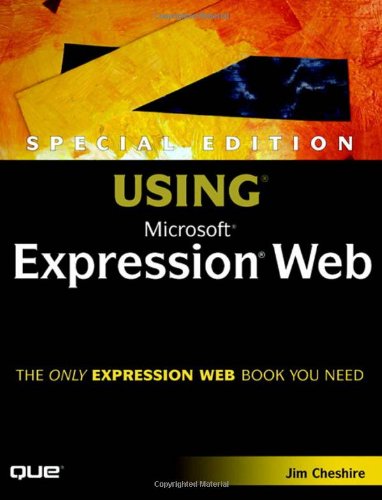 SPECIAL EDITION
USING®
Microsoft®
Expression® Web
THE ONLY EXPRESSION WEB BOOK YOU NEED
QUE®
Jim Cheshire